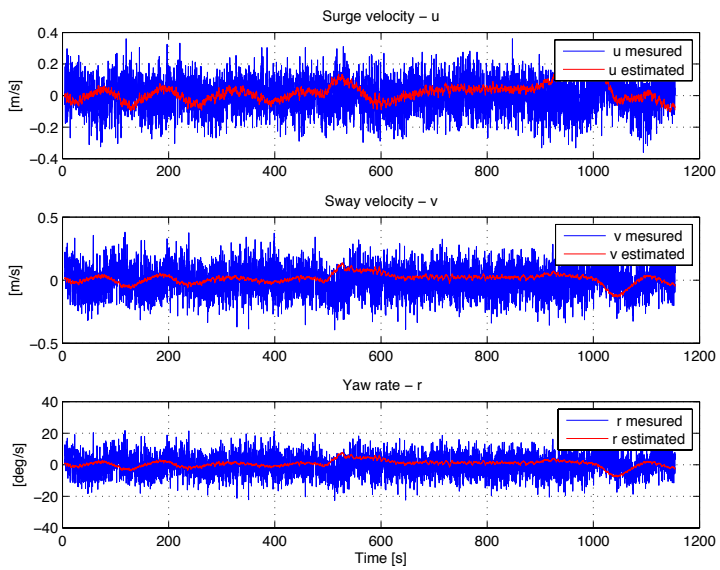 Surge velocity − u
0.4
0.2
0
−0.2
−0.4
[m/s]
u mesured
u estimated
0 200 400 600 800 1000 1200
Sway velocity − v
0.5
0
−0.5
[m/s]
v mesured
v estimated
0 200 400 600 800 1000 1200
Yaw rate − r
40
20
0
−20
−40
[deg/s]
r mesured
r estimated
0 200 400 600 800 1000 1200
Time [s]